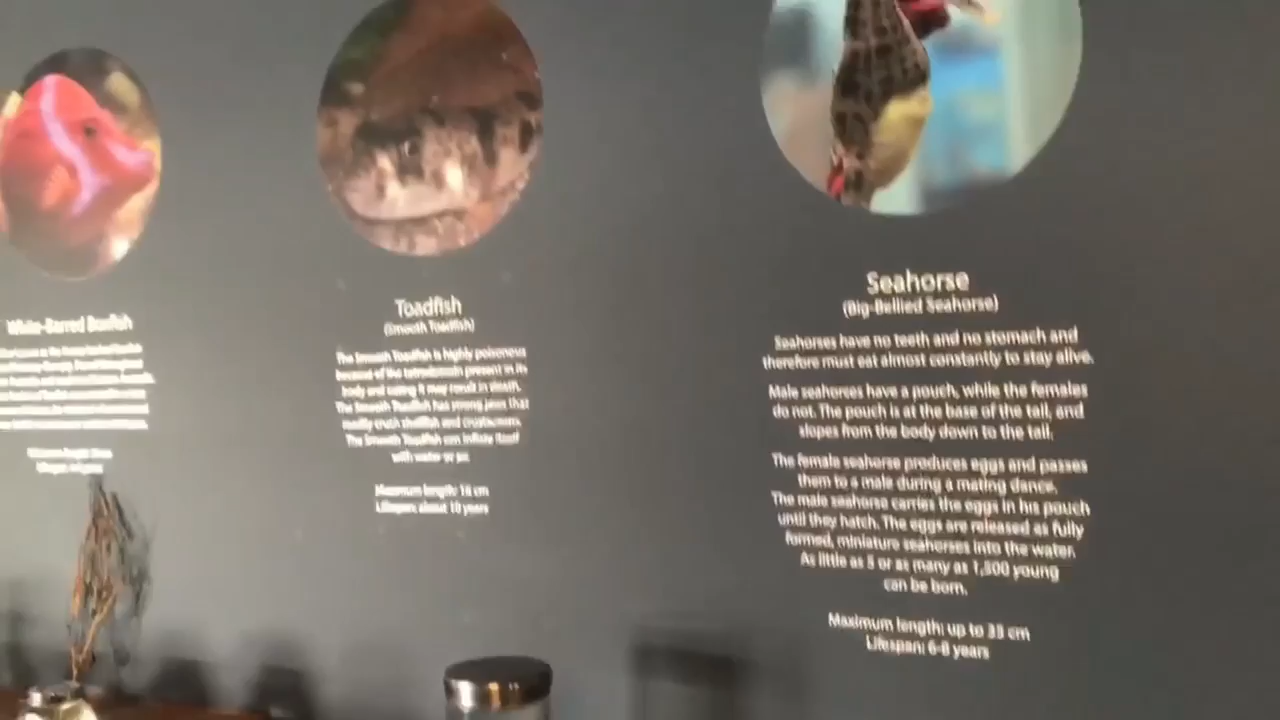 White-Barred Boxfish
Toadfish
(Smooth Toadfish)
The Smooth Toadfish is highly poisonous
because of the tetrodotoxin present in its
body and eating it may result in death.
The Smooth Toadfish has strong jaws that
readily crush shellfish and crustaceans.
The Smooth Toadfish can inflate itself
with water or air.
Maximum length: 16 cm
Lifespan: about 10 years
Seahorse
(Big-Bellied Seahorse)
Seahorses have no teeth and no stomach and
therefore must eat almost constantly to stay alive.
Male seahorses have a pouch, while the females
do not. The pouch is at the base of the tail, and
slopes from the body down to the tail.
The female seahorse produces eggs and passes
them to a male during a mating dance.
The male seahorse carries the eggs in his pouch
until they hatch. The eggs are released as fully
formed, miniature seahorses into the water.
As little as 5 or as many as 1,500 young
can be born.
Maximum length: up to 35 cm
Lifespan: 6-8 years